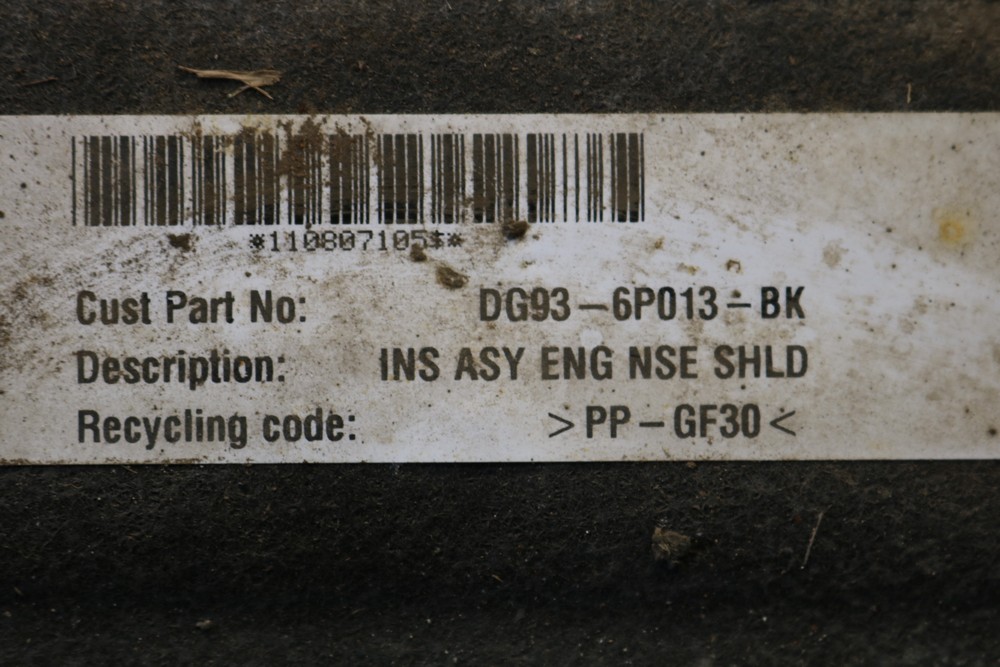 *110807105$*
Cust Part No: DG93-6P013-BK
Description: INS ASY ENG NSE SHLD
Recycling code: >PP-GF30<